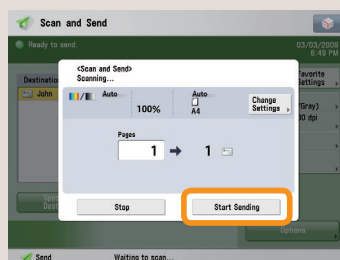 Scan and Send
Ready to send.
03/03/2009
6:49 PM
Destination
John
Favorite
Settings
<Scan and Send>
Scanning...
Auto
100%
Auto
A4
Change
Settings
(Gray)
Pages
1 → 1
Stop
Start Sending
Options
Send
Waiting to scan...